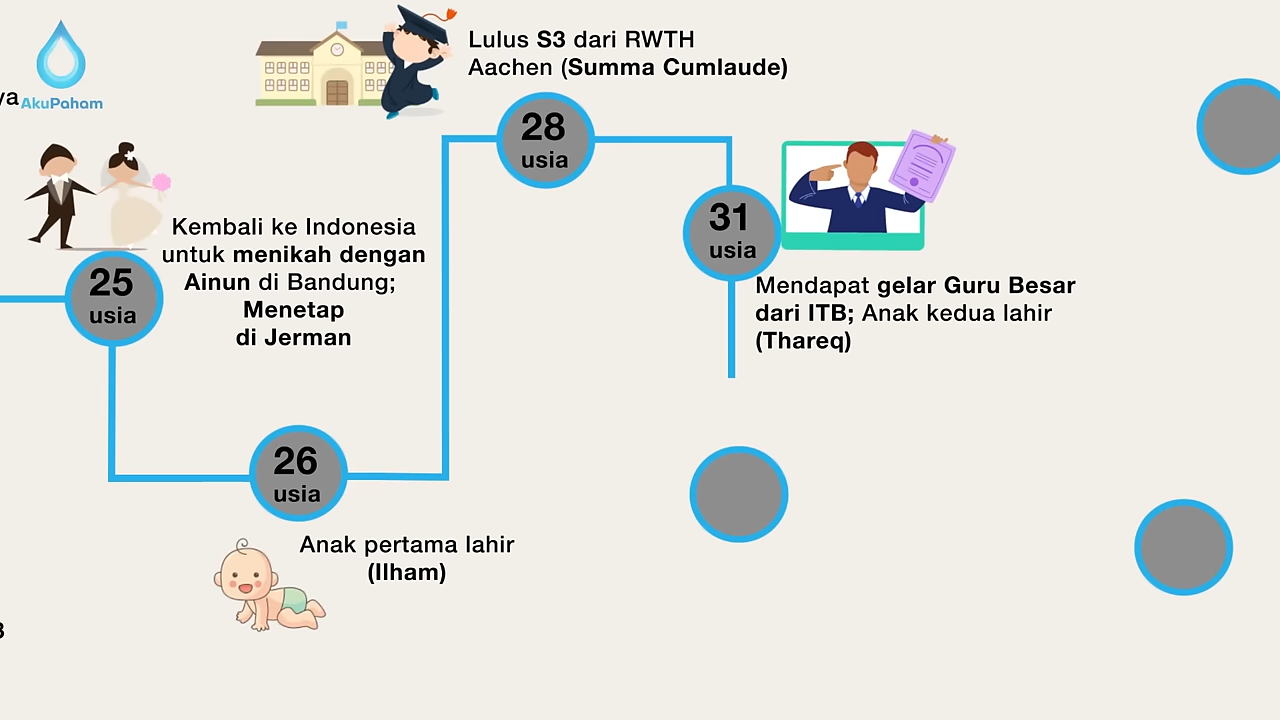 ya
AkuPaham
Lulus S3 dari RWTH
Aachen (Summa Cumlaude)
28
usia
Kembali ke Indonesia
untuk menikah dengan
Ainun di Bandung;
Menetap
di Jerman
25
usia
31
usia
Mendapat gelar Guru Besar
dari ITB; Anak kedua lahir
(Thareq)
26
usia
Anak pertama lahir
(Ilham)